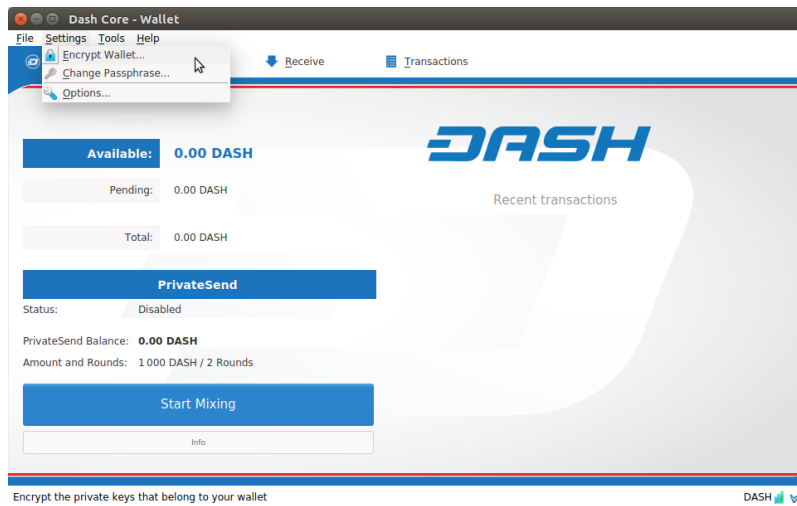 Dash Core - Wallet
File Settings Tools Help
Encrypt Wallet...
Change Passphrase...
Options...
Receive
Transactions
Available: 0.00 DASH
Pending: 0.00 DASH
Total: 0.00 DASH
DASH
Recent transactions
PrivateSend
Status: Disabled
PrivateSend Balance: 0.00 DASH
Amount and Rounds: 1 000 DASH / 2 Rounds
Start Mixing
Info
Encrypt the private keys that belong to your wallet
DASH